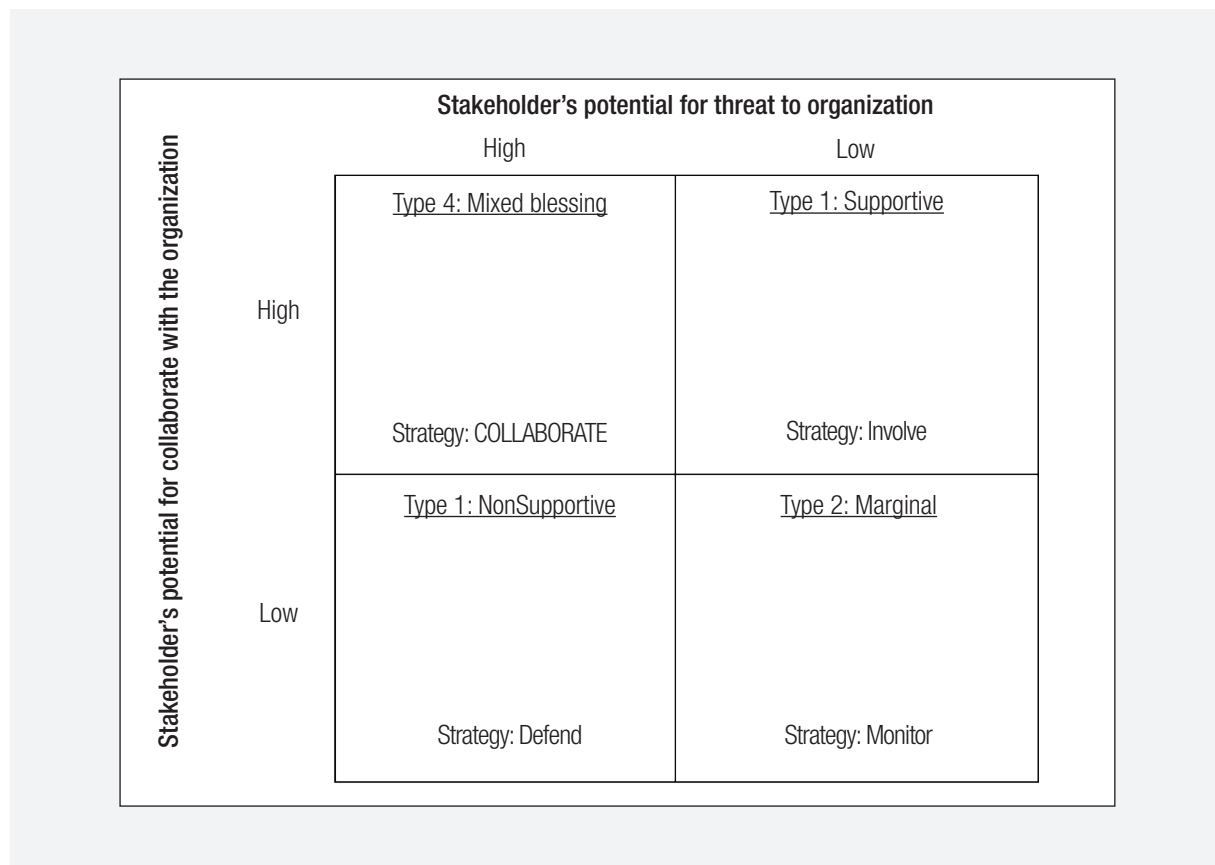 Stakeholder's potential for threat to organization
High
Low
Stakeholder's potential for collaborate with the organization
High
Type 4: Mixed blessing
Type 1: Supportive
Strategy: COLLABORATE
Strategy: Involve
Low
Type 1: NonSupportive
Type 2: Marginal
Strategy: Defend
Strategy: Monitor